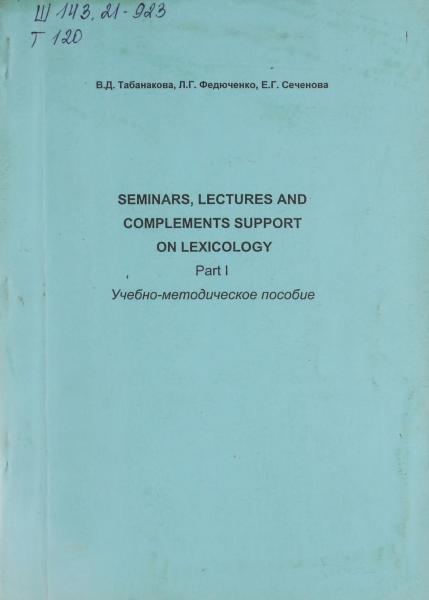 Ш 143.21-923
Т 120
В.Д. Табанакова, Л.Г. Федюченко, Е.Г. Сеченова
SEMINARS, LECTURES AND
COMPLEMENTS SUPPORT
ON LEXICOLOGY
Part I
Учебно-методическое пособие